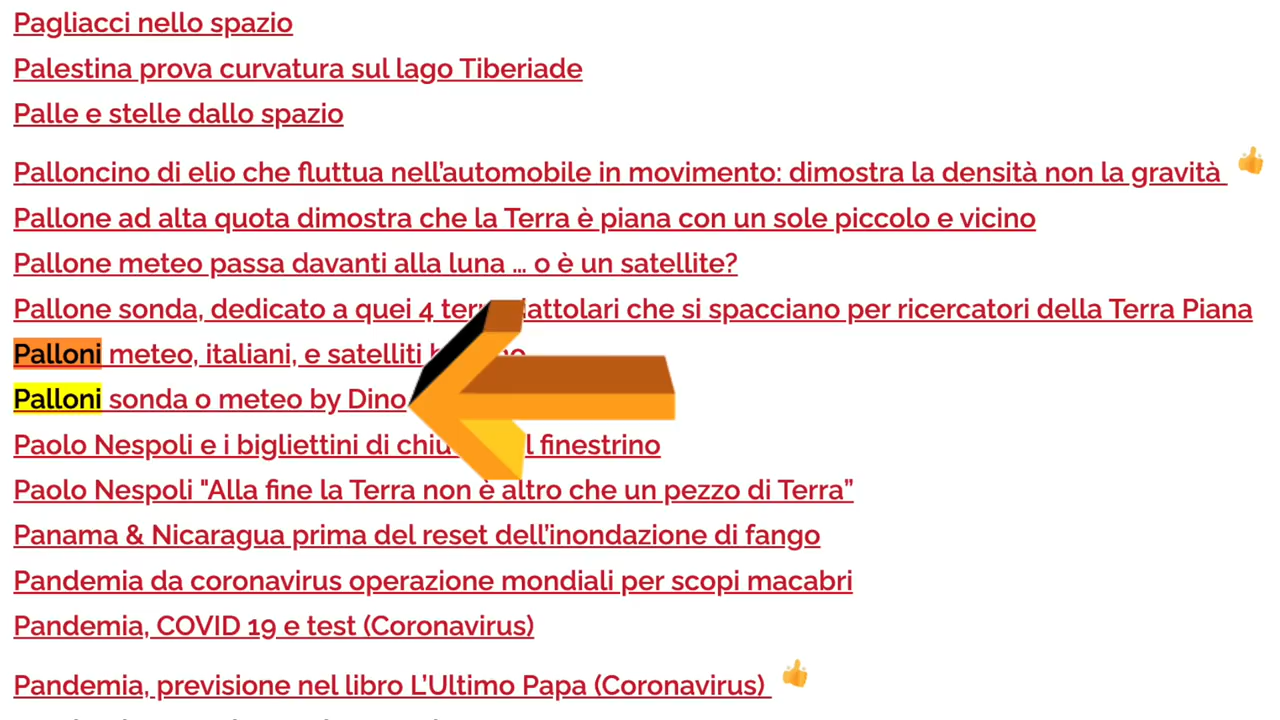 Pagliacci nello spazio
Palestina prova curvatura sul lago Tiberiade
Palle e stelle dallo spazio
Palloncino di elio che fluttua nell’automobile in movimento: dimostra la densità non la gravità
Pallone ad alta quota dimostra che la Terra è piana con un sole piccolo e vicino
Pallone meteo passa davanti alla luna ... o è un satellite?
Pallone sonda, dedicato a quei 4 che si spacciano per ricercatori della Terra Piana
Palloni meteo, italiani, e satelliti
Palloni sonda o meteo by Dino
Paolo Nespoli e i bigliettini di finestrino
Paolo Nespoli "Alla fine la Terra non è altro che un pezzo di Terra”
Panama & Nicaragua prima del reset dell’inondazione di fango
Pandemia da coronavirus operazione mondiali per scopi macabri
Pandemia, COVID 19 e test (Coronavirus)
Pandemia, previsione nel libro L’Ultimo Papa (Coronavirus)